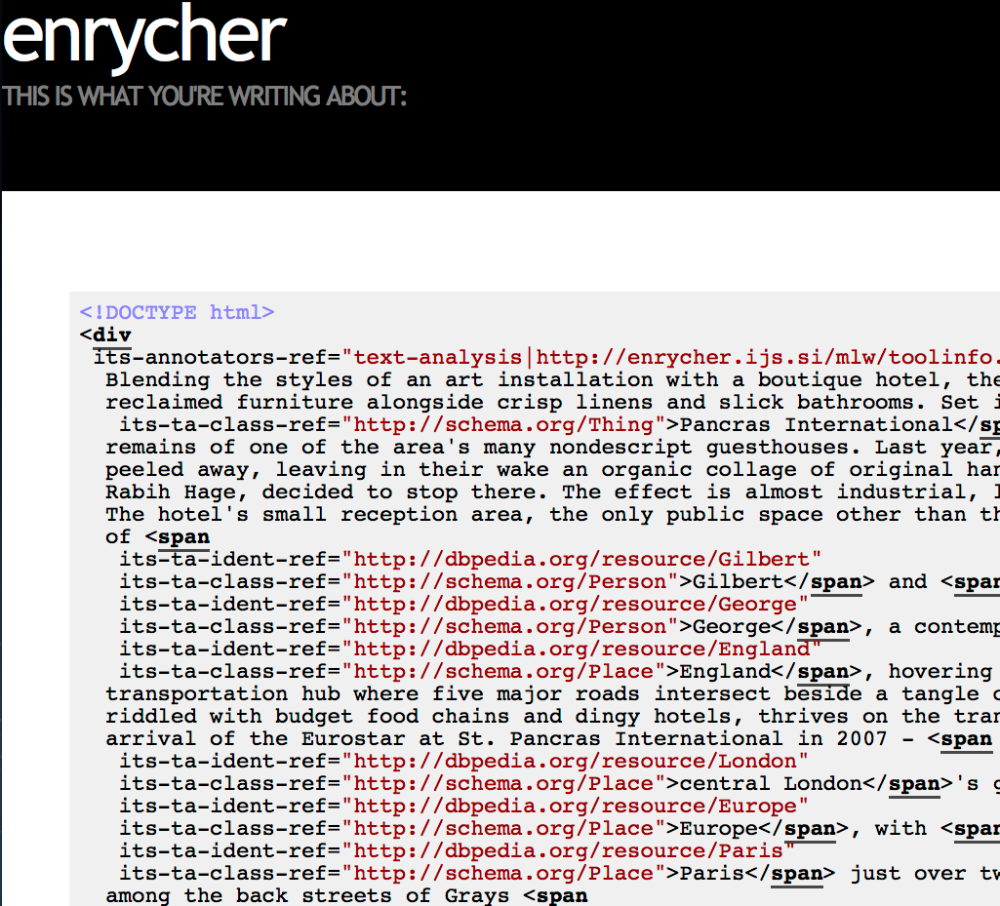 enrycher
THIS IS WHAT YOU'RE WRITING ABOUT:
<!DOCTYPE html>
<div
its-annotators-ref="text-analysis|http://enrycher.ijs.si/mlw/toolinfo.
Blending the styles of an art installation with a boutique hotel, the
reclaimed furniture alongside crisp linens and slick bathrooms. Set i
its-ta-class-ref="http://schema.org/Thing">Pancras International</sp
remains of one of the area's many nondescript guesthouses. Last year,
peeled away, leaving in their wake an organic collage of original har
Rabih Hage, decided to stop there. The effect is almost industrial, l
The hotel's small reception area, the only public space other than th
of <span
its-ta-ident-ref="http://dbpedia.org/resource/Gilbert"
its-ta-class-ref="http://schema.org/Person">Gilbert</span> and <span
its-ta-ident-ref="http://dbpedia.org/resource/George"
its-ta-class-ref="http://schema.org/Person">George</span>, a contemp
its-ta-ident-ref="http://dbpedia.org/resource/England"
its-ta-class-ref="http://schema.org/Place">England</span>, hovering
transportation hub where five major roads intersect beside a tangle o
riddled with budget food chains and dingy hotels, thrives on the tran
arrival of the Eurostar at St. Pancras International in 2007 – <span
its-ta-ident-ref="http://dbpedia.org/resource/London"
its-ta-class-ref="http://schema.org/Place">central London</span>'s g
its-ta-ident-ref="http://dbpedia.org/resource/Europe"
its-ta-class-ref="http://schema.org/Place">Europe</span>, with <span
its-ta-ident-ref="http://dbpedia.org/resource/Paris"
its-ta-class-ref="http://schema.org/Place">Paris</span> just over tw
among the back streets of Grays <span